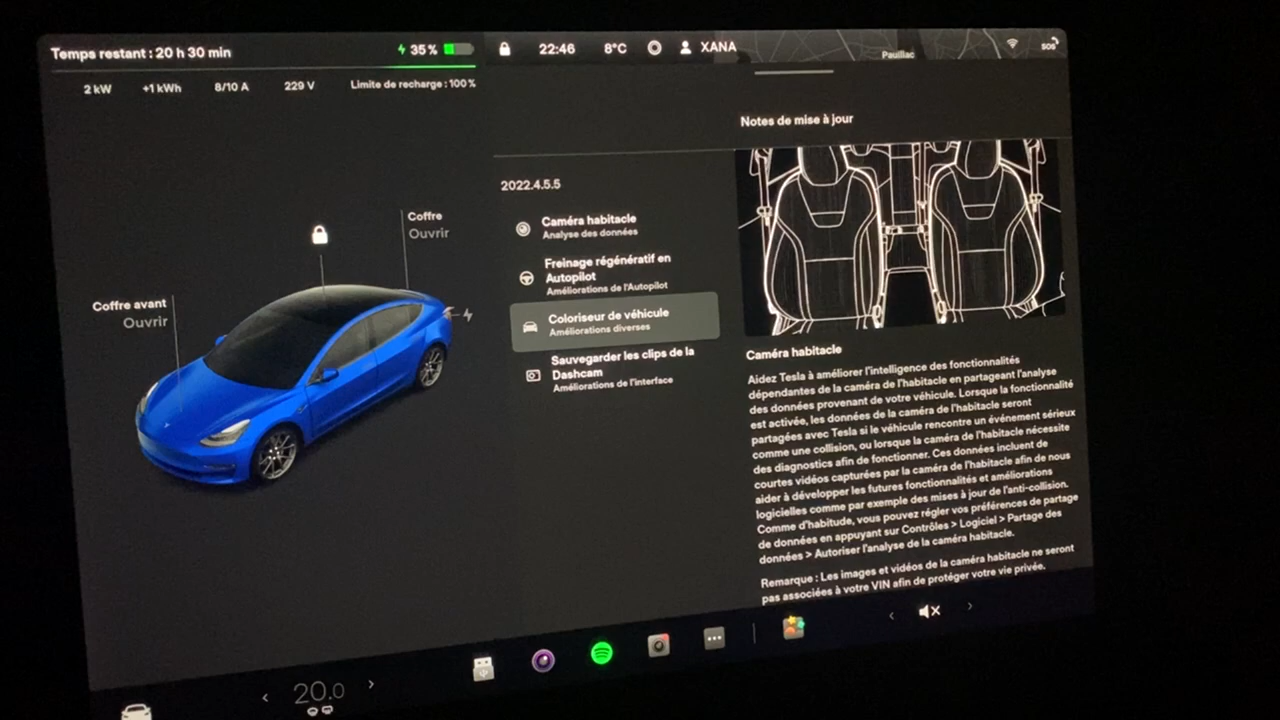 Temps restant : 20 h 30 min
35 %
22:46
8°C
XANA
Pauillac
SOS
2 kW
+1 kWh
8/10 A
229 V
Limite de recharge : 100 %
Notes de mise à jour
2022.4.5.5
Caméra habitacle
Analyse des données
Freinage régénératif en
Autopilot
Améliorations de l'Autopilot
Coloriseur de véhicule
Améliorations diverses
Sauvegarder les clips de la
Dashcam
Améliorations de l'interface
Coffre
Ouvrir
Coffre avant
Ouvrir
Caméra habitacle
Aidez Tesla à améliorer l'intelligence des fonctionnalités
dépendantes de la caméra de l'habitacle en partageant l'analyse
des données provenant de votre véhicule. Lorsque la fonctionnalité
est activée, les données de la caméra de l'habitacle seront
partagées avec Tesla si le véhicule rencontre un événement sérieux
comme une collision, ou lorsque la caméra de l'habitacle nécessite
des diagnostics afin de fonctionner. Ces données incluent de
courtes vidéos capturées par la caméra de l'habitacle afin de nous
aider à développer les futures fonctionnalités et améliorations
logicielles comme par exemple des mises à jour de l'anti-collision.
Comme d'habitude, vous pouvez régler vos préférences de partage
de données en appuyant sur Contrôles > Logiciel > Partage des
données > Autoriser l'analyse de la caméra habitacle.
Remarque : Les images et vidéos de la caméra habitacle ne seront
pas associées à votre VIN afin de protéger votre vie privée.
20.0